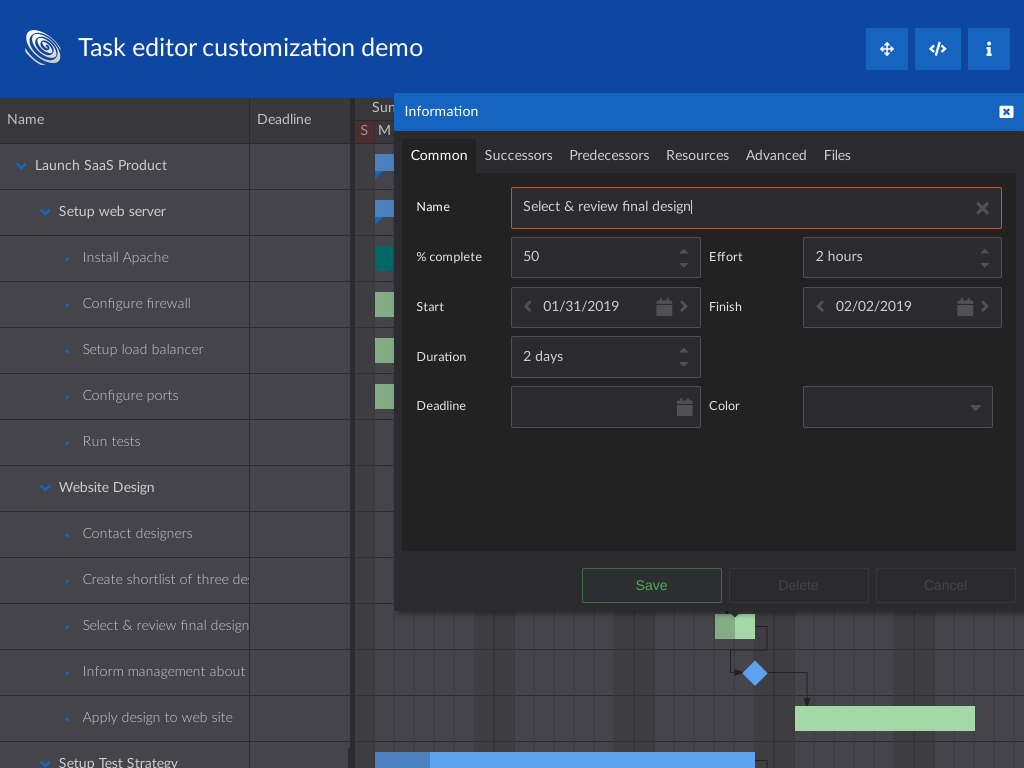 Task editor customization demo
Name
Deadline
Sun
S M
Launch SaaS Product
Setup web server
Install Apache
Configure firewall
Setup load balancer
Configure ports
Run tests
Website Design
Contact designers
Create shortlist of three des
Select & review final design
Inform management about
Apply design to web site
Setup Test Strategy
Information
Common Successors Predecessors Resources Advanced Files
Name Select & review final design
% complete 50 Effort 2 hours
Start 01/31/2019 Finish 02/02/2019
Duration 2 days
Deadline Color
Save Delete Cancel